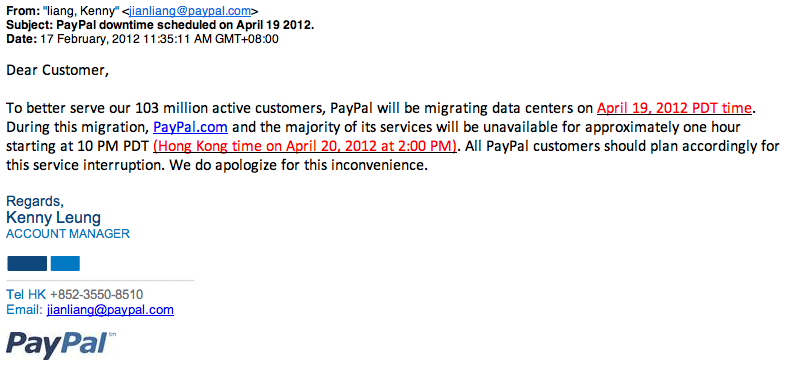 From: "liang, Kenny" <jianliang@paypal.com>
Subject: PayPal downtime scheduled on April 19 2012.
Date: 17 February, 2012 11:35:11 AM GMT+08:00
Dear Customer,
To better serve our 103 million active customers, PayPal will be migrating data centers on April 19, 2012 PDT time.
During this migration, PayPal.com and the majority of its services will be unavailable for approximately one hour
starting at 10 PM PDT (Hong Kong time on April 20, 2012 at 2:00 PM). All PayPal customers should plan accordingly for
this service interruption. We do apologize for this inconvenience.
Regards,
Kenny Leung
ACCOUNT MANAGER
Tel HK +852-3550-8510
Email: jianliang@paypal.com
PayPal™